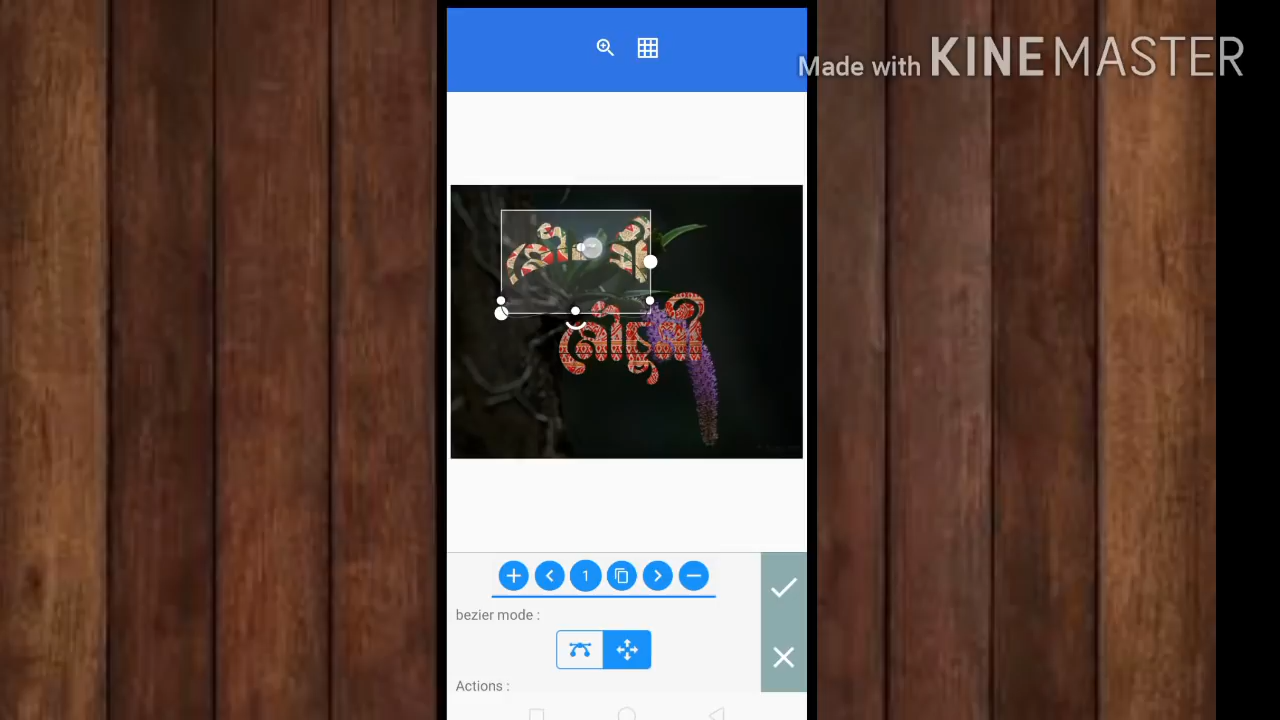 Made with KINEMASTER
মৌচুমী
1
bezier mode :
Actions :